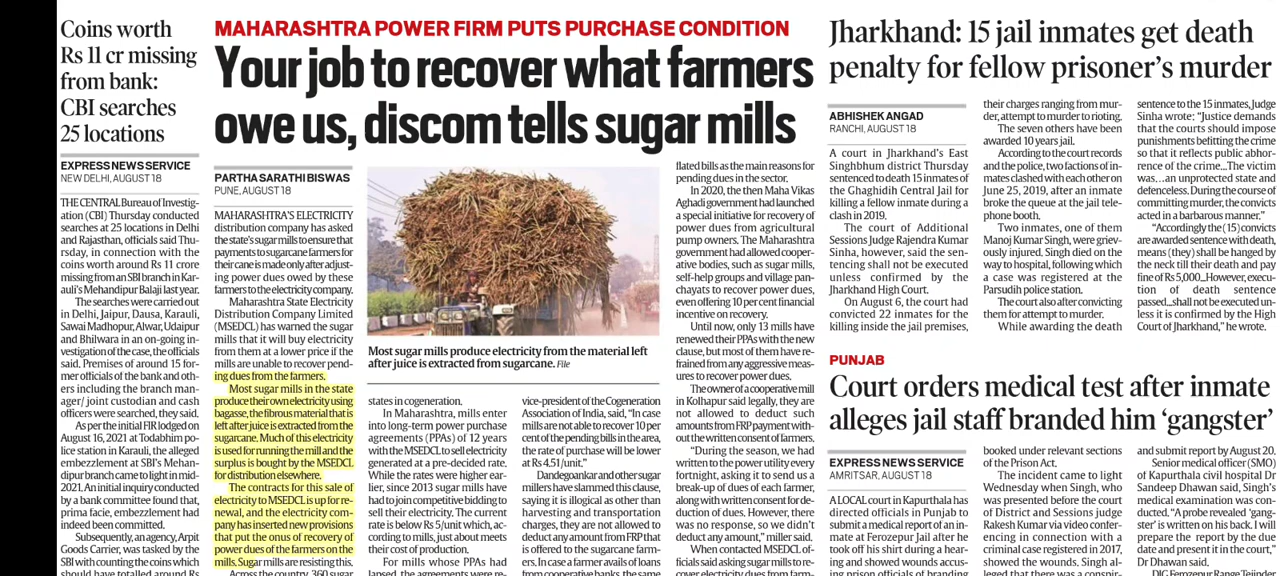 Coins worth
Rs 11 cr missing
from bank:
CBI searches
25 locations
EXPRESS NEWS SERVICE
NEW DELHI, AUGUST 18
THE CENTRAL Bureau of Investig-
ation (CBI) Thursday conducted
searches at 25 locations in Delhi
and Rajasthan, officials said Thu-
rsday, in connection with the
coins worth around Rs 11 crore
missing from an SBI branch in Kar-
auli's Mehandipur Balaji last year.
The searches were carried out
in Delhi, Jaipur, Dausa, Karauli,
Sawai Madhopur, Alwar, Udaipur
and Bhilwara in an on-going in-
vestigation of the case, the officials
said. Premises of around 15 for-
mer officials of the bank and oth-
ers including the branch man-
ager/ joint custodian and cash
officers were searched, they said.
As per the initial FIR lodged on
August 16, 2021 at Todabhim po-
lice station in Karauli, the alleged
embezzlement at SBI's Mehan-
dipur branch came to light in mid-
2021. An initial inquiry conducted
by a bank committee found that,
prima facie, embezzlement had
indeed been committed.
Subsequently, an agency, Arpit
Goods Carrier, was tasked by the
SBI with counting the coins which
should have totalled around Rs
MAHARASHTRA POWER FIRM PUTS PURCHASE CONDITION
Your job to recover what farmers
owe us, discom tells sugar mills
PARTHA SARATHI BISWAS
PUNE, AUGUST 18
MAHARASHTRA'S ELECTRICITY
distribution company has asked
the state's sugar mills to ensure that
payments to sugarcane farmers for
their cane is made only after adjust-
ing power dues owed by these
farmers to the electricity company.
Maharashtra State Electricity
Distribution Company Limited
(MSEDCL) has warned the sugar
mills that it will buy electricity
from them at a lower price if the
mills are unable to recover pend-
ing dues from the farmers.
Most sugar mills in the state
produce their own electricity using
bagasse, the fibrous material that is
left after juice is extracted from the
sugarcane. Much of this electricity
is used for running the mill and the
surplus is bought by the MSEDCL
for distribution elsewhere.
The contracts for this sale of
electricity to MSEDCL is up for re-
newal, and the electricity com-
pany has inserted new provisions
that put the onus of recovery of
power dues of the farmers on the
mills. Sugar mills are resisting this.
Across the country, 360 sugar
Most sugar mills produce electricity from the material left
after juice is extracted from sugarcane. File
states in cogeneration.
In Maharashtra, mills enter
into long-term power purchase
agreements (PPAs) of 12 years
with the MSEDCL to sell electricity
generated at a pre-decided rate.
While the rates were higher ear-
lier, since 2013 sugar mills have
had to join competitive bidding to
sell their electricity. The current
rate is below Rs 5/unit which, ac-
cording to mills, just about meets
their cost of production.
For mills whose PPAs had
lapsed, the agreements were re-
vice-president of the Cogeneration
Association of India, said, "In case
mills are not able to recover 10 per
cent of the pending bills in the area,
the rate of purchase will be lower
at Rs 4.51/unit."
Dandegaonkar and other sugar
millers have slammed this clause,
saying it is illogical as other than
harvesting and transportation
charges, they are not allowed to
deduct any amount from FRP that
is offered to the sugarcane farm-
ers. In case a farmer avails of loans
from cooperative banks, the same
flated bills as the main reasons for
pending dues in the sector.
In 2020, the then Maha Vikas
Aghadi government had launched
a special initiative for recovery of
power dues from agricultural
pump owners. The Maharashtra
government had allowed cooper-
ative bodies, such as sugar mills,
self-help groups and village pan-
chayats to recover power dues,
even offering 10 per cent financial
incentive on recovery.
Until now, only 13 mills have
renewed their PPAs with the new
clause, but most of them have re-
frained from any aggressive meas-
ures to recover power dues.
The owner of a cooperative mill
in Kolhapur said legally, they are
not allowed to deduct such
amounts from FRP payment with-
out the written consent of farmers.
"During the season, we had
written to the power utility every
fortnight, asking it to send us a
break-up of dues of each farmer,
along with written consent for de-
duction of dues. However, there
was no response, so we didn't
deduct any amount," miller said.
When contacted MSEDCL of-
ficials said asking sugar mills to re-
cover electricity dues from farm-
Jharkhand: 15 jail inmates get death
penalty for fellow prisoner's murder
ABHISHEK ANGAD
RANCHI, AUGUST 18
A court in Jharkhand's East
Singhbhum district Thursday
sentenced to death 15 inmates of
the Ghaghidih Central Jail for
killing a fellow inmate during a
clash in 2019.
The court of Additional
Sessions Judge Rajendra Kumar
Sinha, however, said the sen-
tencing shall not be executed
unless confirmed by the
Jharkhand High Court.
On August 6, the court had
convicted 22 inmates for the
killing inside the jail premises,
their charges ranging from mur-
der, attempt to murder to rioting.
The seven others have been
awarded 10 years jail.
According to the court records
and the police, two factions of in-
mates clashed with each other on
June 25, 2019, after an inmate
broke the queue at the jail tele-
phone booth.
Two inmates, one of them
Manoj Kumar Singh, were griev-
ously injured. Singh died on the
way to hospital, following which
a case was registered at the
Parsudih police station.
The court also after convicting
them for attempt to murder.
While awarding the death
sentence to the 15 inmates, Judge
Sinha wrote: "Justice demands
that the courts should impose
punishments befitting the crime
so that it reflects public abhor-
rence of the crime...The victim
was...an unprotected state and
defenceless. During the course of
committing murder, the convicts
acted in a barbarous manner."
"Accordingly the (15) convicts
are awarded sentence with death,
means (they) shall be hanged by
the neck till their death and pay
fine of Rs 5,000...However, execu-
tion of death sentence
passed...shall not be executed un-
less it is confirmed by the High
Court of Jharkhand," he wrote.
PUNJAB
Court orders medical test after inmate
alleges jail staff branded him 'gangster'
EXPRESS NEWS SERVICE
AMRITSAR, AUGUST 18
A LOCAL court in Kapurthala has
directed officials in Punjab to
submit a medical report of an in-
mate at Ferozepur Jail after he
took off his shirt during a hear-
ing and showed wounds accus-
ing prison officials of branding
booked under relevant sections
of the Prison Act.
The incident came to light
Wednesday when Singh, who
was presented before the court
of District and Sessions judge
Rakesh Kumar via video confer-
encing in connection with a
criminal case registered in 2017,
showed the wounds. Singh al-
leged that there was a conspir-
and submit report by August 20.
Senior medical officer (SMO)
of Kapurthala civil hospital Dr
Sandeep Dhawan said, Singh's
medical examination was con-
ducted. "A probe revealed 'gang-
ster' is written on his back. I will
prepare the report by the due
date and present it in the court,"
Dr Dhawan said,
DIG Ferozpur Range Tejinder